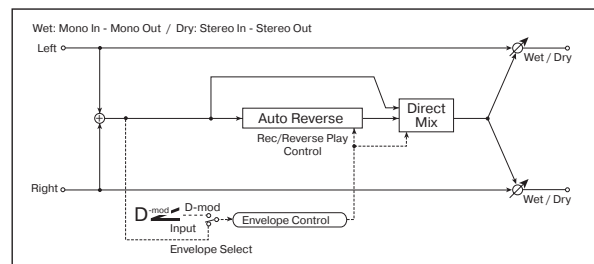 Wet: Mono In - Mono Out / Dry: Stereo In - Stereo Out
Left
Wet / Dry
Auto Reverse
Direct
Mix
Rec/Reverse Play
Control
Right
Wet / Dry
D-mod
D-mod
Input
Envelope Control
Envelope Select